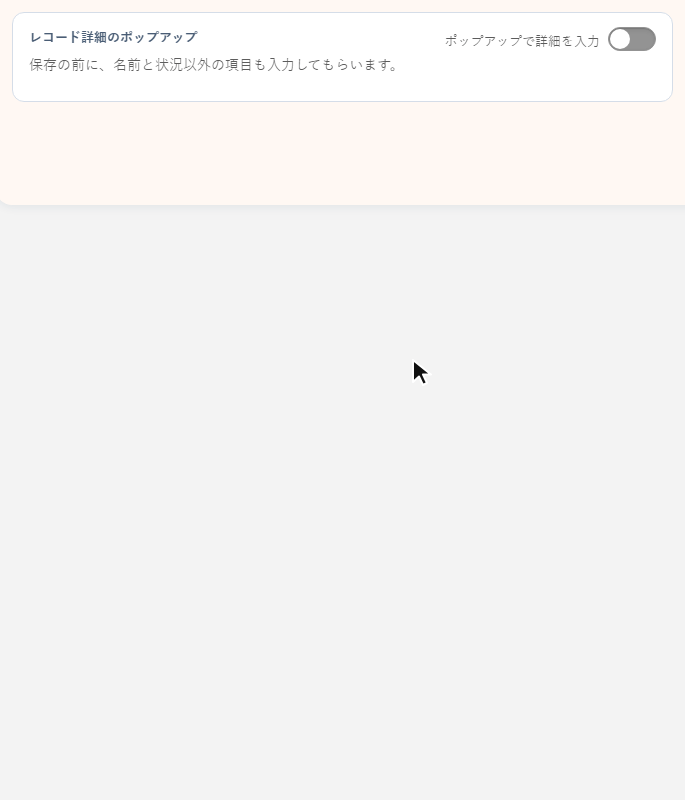 レコード詳細のポップアップ
ポップアップで詳細を入力
保存の前に、名前と状況以外の項目も入力してもらいます。